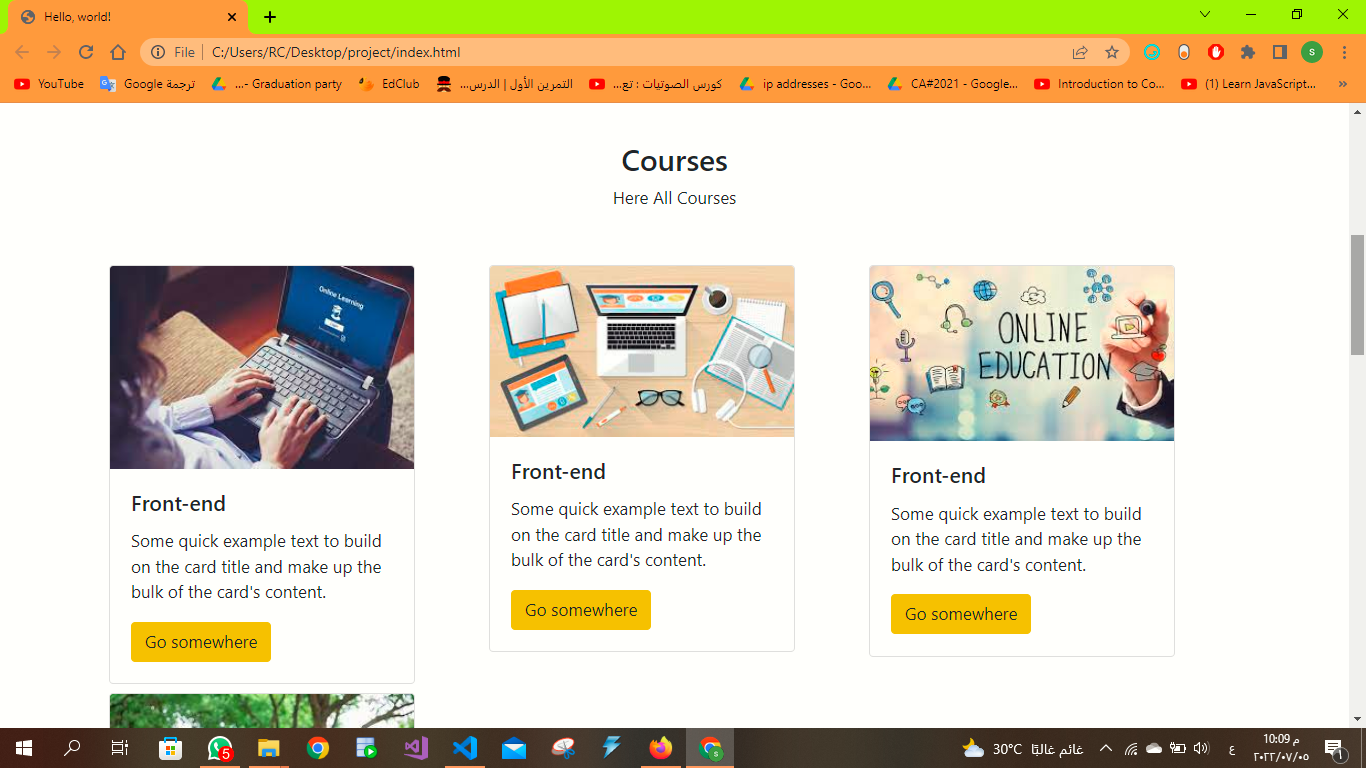 Hello, world!
File
C:/Users/RC/Desktop/project/index.html
YouTube
ترجمة Google
...- Graduation party
EdClub
التمرين الأول | الدرس...
كورس الصوتيات : تع...
ip addresses - Goo...
CA#2021 - Google...
Introduction to Co...
(1) Learn JavaScript...
Courses
Here All Courses
Online Learning
ONLINE
EDUCATION
Front-end
Some quick example text to build
on the card title and make up the
bulk of the card's content.
Go somewhere
Front-end
Some quick example text to build
on the card title and make up the
bulk of the card's content.
Go somewhere
Front-end
Some quick example text to build
on the card title and make up the
bulk of the card's content.
Go somewhere
5
30°C غائم غالبًا
ع
10:09 م
٢٠٢٢/٠٧/٠٥
1